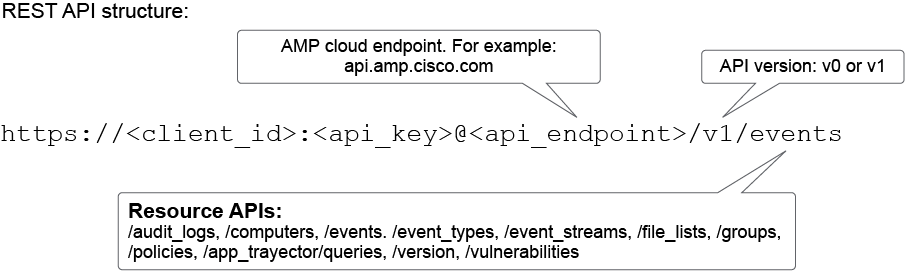 REST API structure:
AMP cloud endpoint. For example:
api.amp.cisco.com
API version: v0 or v1
https://<client_id>:<api_key>@<api_endpoint>/v1/events
Resource APIs:
/audit_logs, /computers, /events. /event_types, /event_streams, /file_lists, /groups,
/policies, /app_trayector/queries, /version, /vulnerabilities